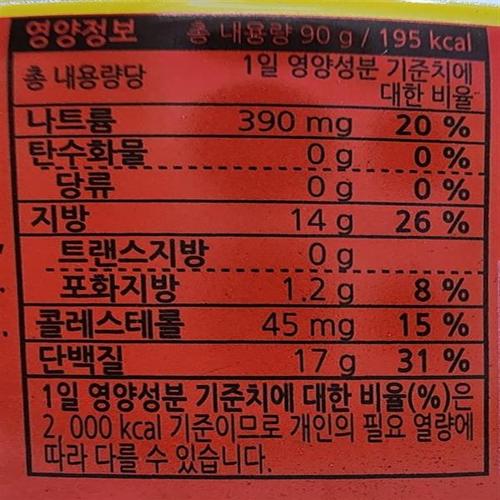 영양정보 총 내용량 90 g / 195 kcal
총 내용량당 1일 영양성분 기준치에
대한 비율
나트륨 390 mg 20 %
탄수화물 0 g 0 %
당류 0 g 0 %
지방 14 g 26 %
트랜스지방 0 g
포화지방 1.2 g 8 %
콜레스테롤 45 mg 15 %
단백질 17 g 31 %
1일 영양성분 기준치에 대한 비율(%)은
2, 000 kcal 기준이므로 개인의 필요 열량에
따라 다를 수 있습니다.